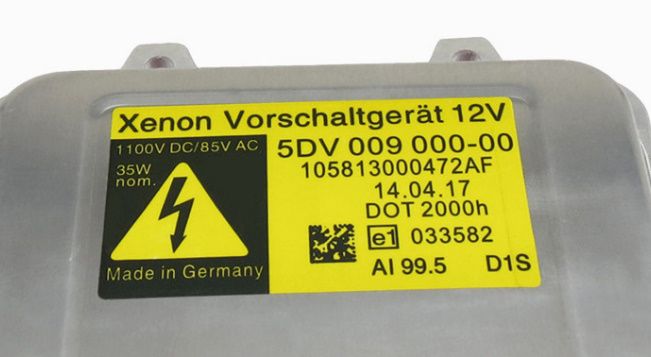 Xenon Vorschaltgerät 12V
1100V DC/85V AC
35W
nom.
Made in Germany
5DV 009 000-00
105813000472AF
14.04.17
DOT 2000h
e1 033582
AI 99.5 D1S